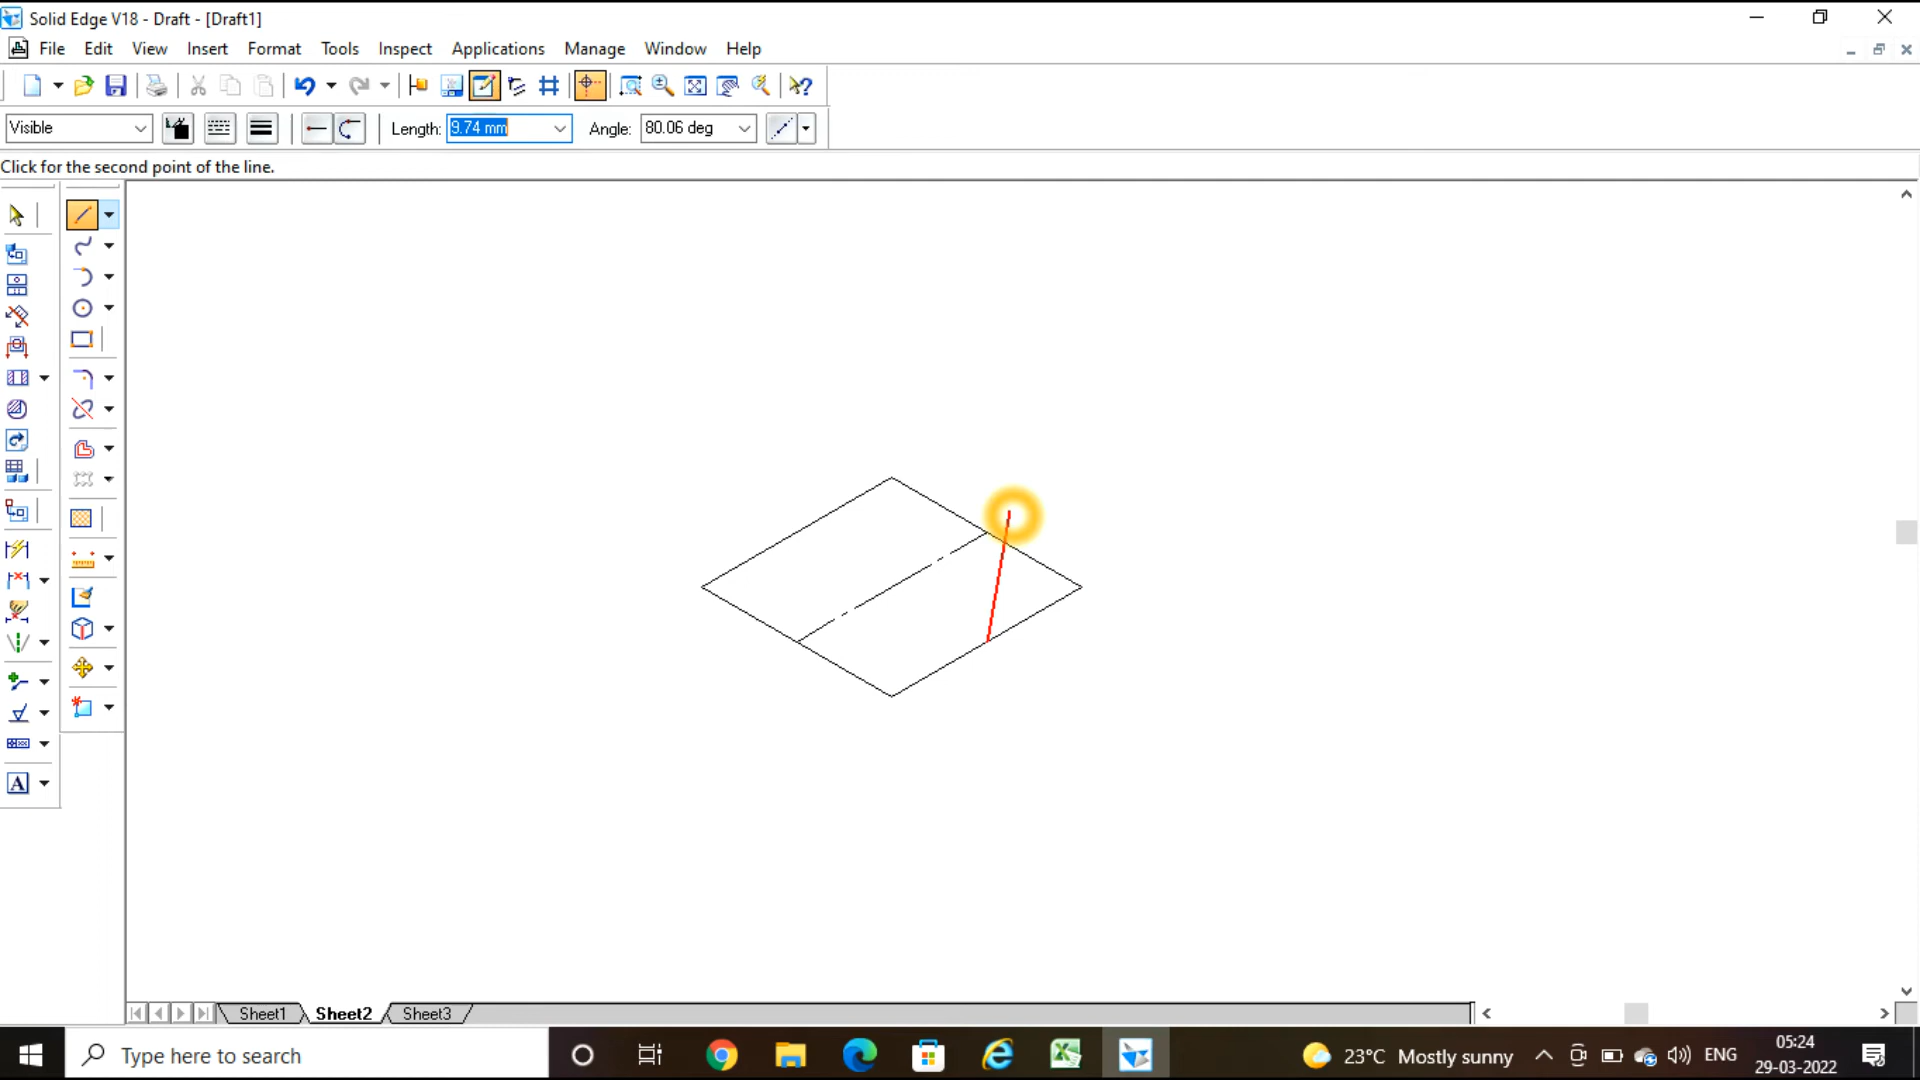 Solid Edge V18 - Draft - [Draft1]
File Edit View Insert Format Tools Inspect Applications Manage Window Help
Visible Length: 9.74 mm Angle: 80.06 deg
Click for the second point of the line.
A
Sheet1 Sheet2 Sheet3
Type here to search 23°C Mostly sunny ENG 05:24
29-03-2022